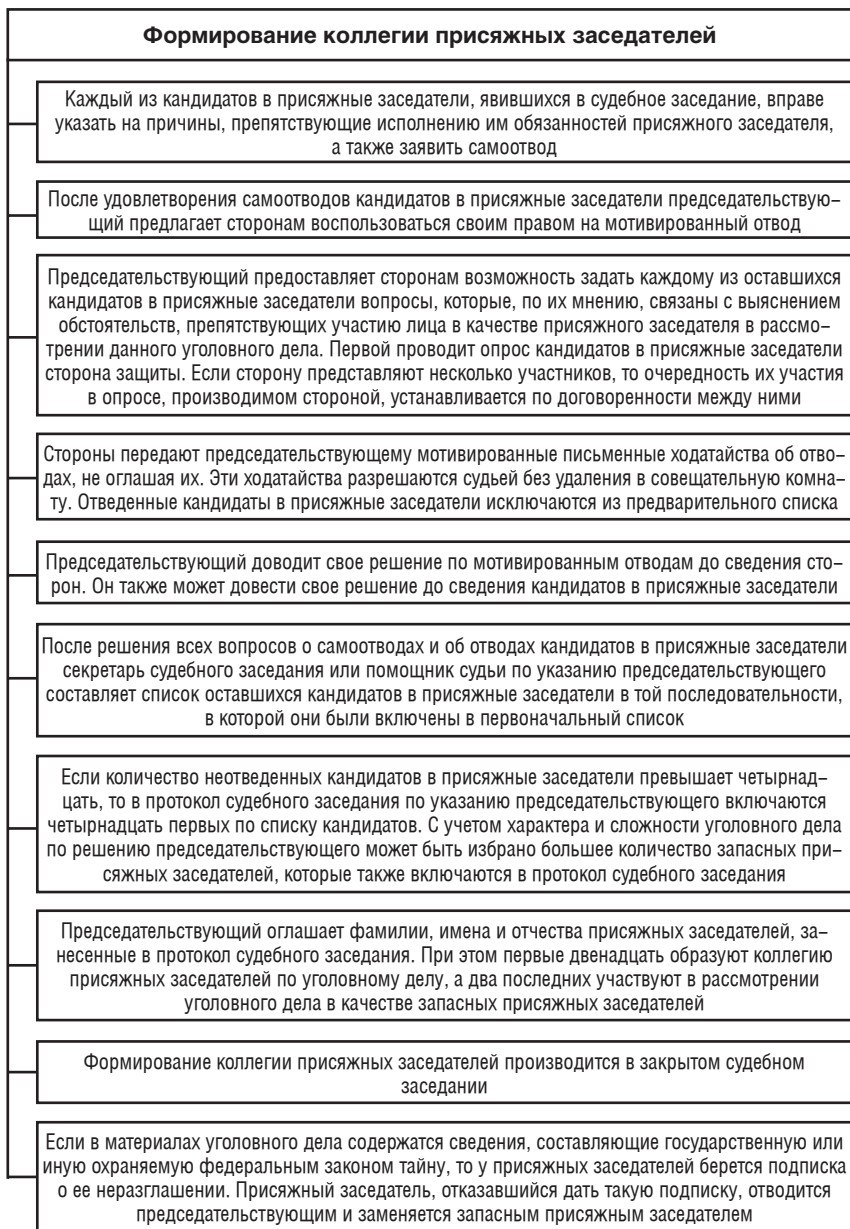 Формирование коллегии присяжных заседателей
Каждый из кандидатов в присяжные заседатели, явившихся в судебное заседание, вправе
указать на причины, препятствующие исполнению им обязанностей присяжного заседателя,
а также заявить самоотвод
После удовлетворения самоотводов кандидатов в присяжные заседатели председательствую-
щий предлагает сторонам воспользоваться своим правом на мотивированный отвод
Председательствующий предоставляет сторонам возможность задать каждому из оставшихся
кандидатов в присяжные заседатели вопросы, которые, по их мнению, связаны с выяснением
обстоятельств, препятствующих участию лица в качестве присяжного заседателя в рассмо-
трении данного уголовного дела. Первой проводит опрос кандидатов в присяжные заседатели
сторона защиты. Если сторону представляют несколько участников, то очередность их участия
в опросе, производимом стороной, устанавливается по договоренности между ними
Стороны передают председательствующему мотивированные письменные ходатайства об отво-
дах, не оглашая их. Эти ходатайства разрешаются судьей без удаления в совещательную комна-
ту. Отведенные кандидаты в присяжные заседатели исключаются из предварительного списка
Председательствующий доводит свое решение по мотивированным отводам до сведения сто-
рон. Он также может довести свое решение до сведения кандидатов в присяжные заседатели
После решения всех вопросов о самоотводах и об отводах кандидатов в присяжные заседатели
секретарь судебного заседания или помощник судьи по указанию председательствующего
составляет список оставшихся кандидатов в присяжные заседатели в той последовательности,
в которой они были включены в первоначальный список
Если количество неотведенных кандидатов в присяжные заседатели превышает четырнад-
цать, то в протокол судебного заседания по указанию председательствующего включаются
четырнадцать первых по списку кандидатов. С учетом характера и сложности уголовного дела
по решению председательствующего может быть избрано большее количество запасных при-
сяжных заседателей, которые также включаются в протокол судебного заседания
Председательствующий оглашает фамилии, имена и отчества присяжных заседателей, за-
несенные в протокол судебного заседания. При этом первые двенадцать образуют коллегию
присяжных заседателей по уголовному делу, а два последних участвуют в рассмотрении
уголовного дела в качестве запасных присяжных заседателей
Формирование коллегии присяжных заседателей производится в закрытом судебном
заседании
Если в материалах уголовного дела содержатся сведения, составляющие государственную или
иную охраняемую федеральным законом тайну, то у присяжных заседателей берется подписка
о ее неразглашении. Присяжный заседатель, отказавшийся дать такую подписку, отводится
председательствующим и заменяется запасным присяжным заседателем